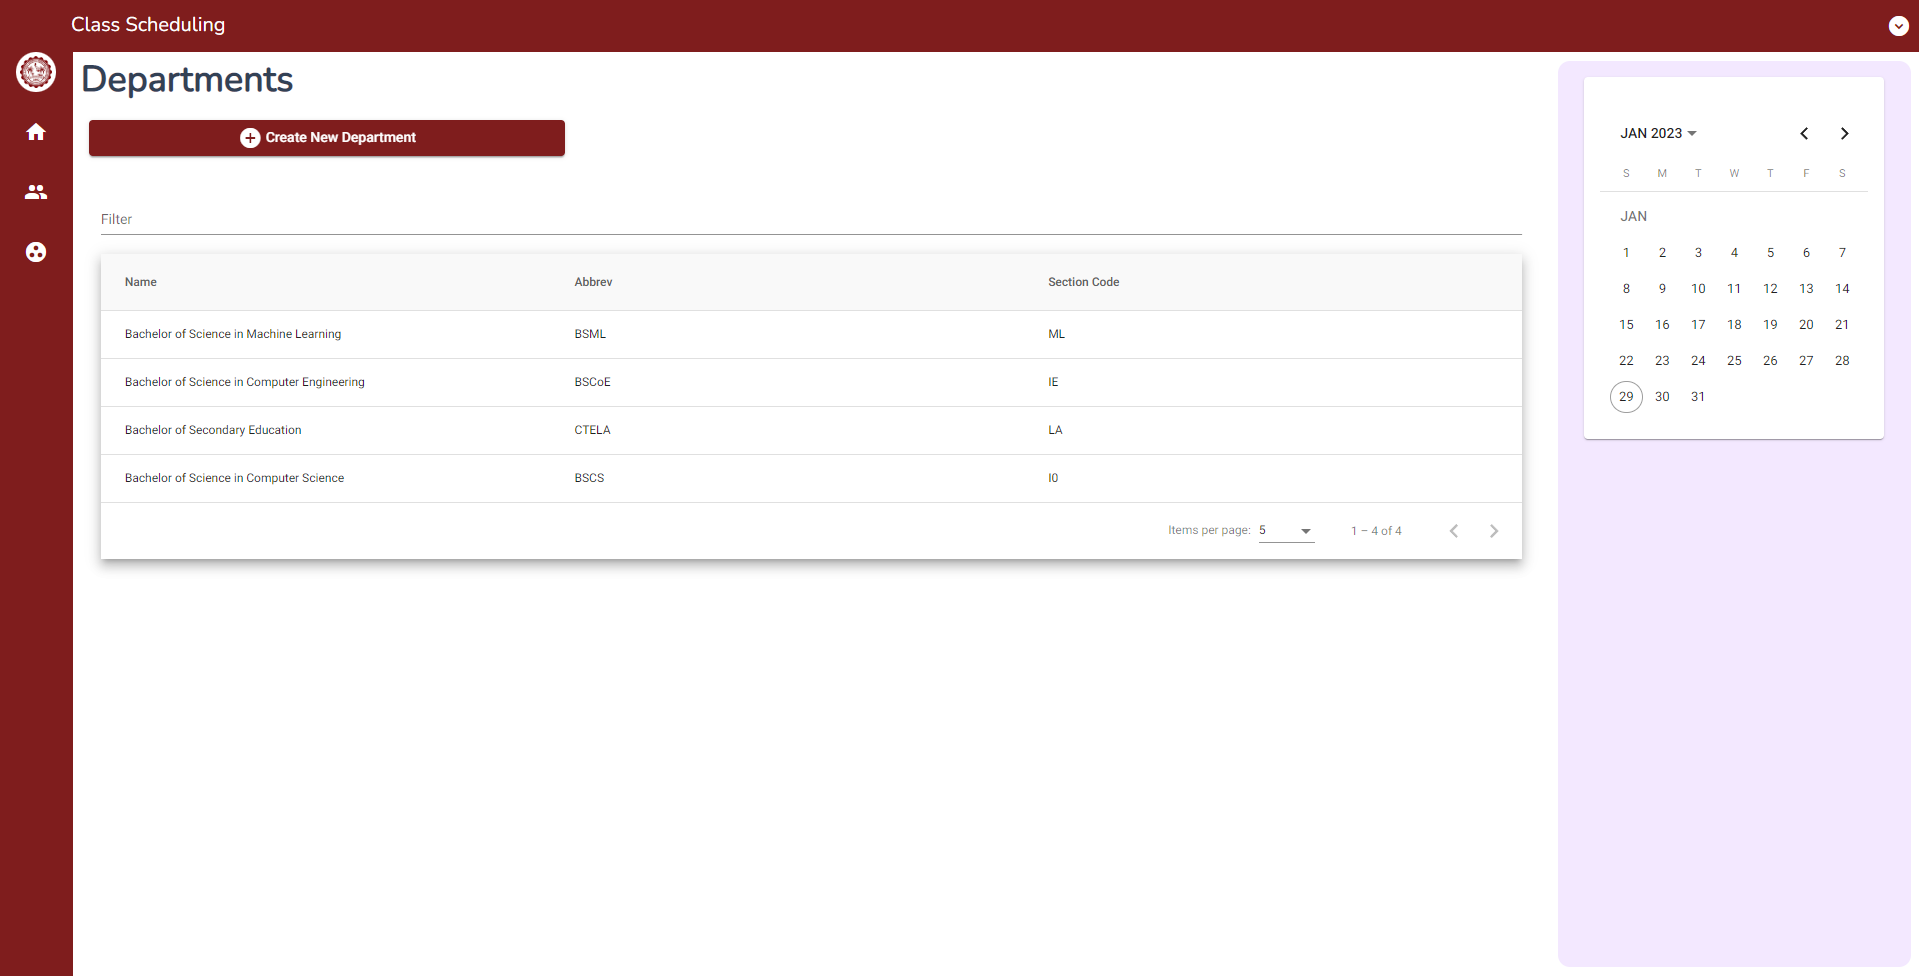 Class Scheduling
Departments
Create New Department
Filter
Name Abbrev Section Code
Bachelor of Science in Machine Learning BSML ML
Bachelor of Science in Computer Engineering BSCoE IE
Bachelor of Secondary Education CTELA LA
Bachelor of Science in Computer Science BSCS I0
Items per page: 5 1 – 4 of 4
JAN 2023
S M T W T F S
JAN
1 2 3 4 5 6 7
8 9 10 11 12 13 14
15 16 17 18 19 20 21
22 23 24 25 26 27 28
29 30 31